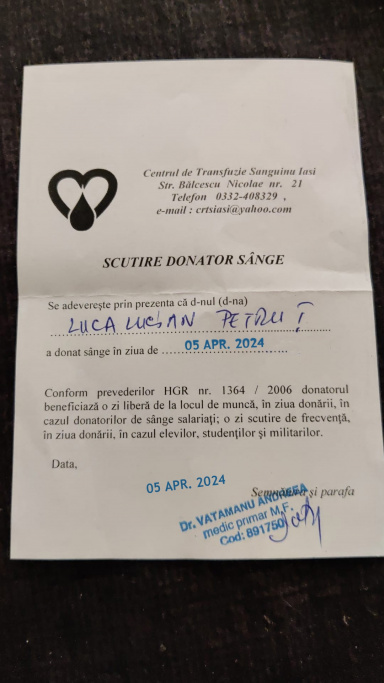 Centrul de Transfuzie Sanguina Iasi
Str. Bălcescu Nicolae nr. 21
Telefon 0332-408329 ,
e-mail : crtsiasi@yahoo.com
SCUTIRE DONATOR SÂNGE
Se adeverește prin prezenta că d-nul (d-na)
LUCA LUCIAN PETRUȚ
a donat sânge în ziua de 05 APR. 2024
Conform prevederilor HGR nr. 1364 / 2006 donatorul
beneficiază o zi liberă de la locul de muncă, în ziua donării, în
cazul donatorilor de sânge salariați; o zi scutire de frecvență,
în ziua donării, în cazul elevilor, studenților și militarilor.
Data,
05 APR. 2024
Semnătura și parafa
Dr. VATAMANU ANDREEA
medic primar M.F.
Cod: 891750